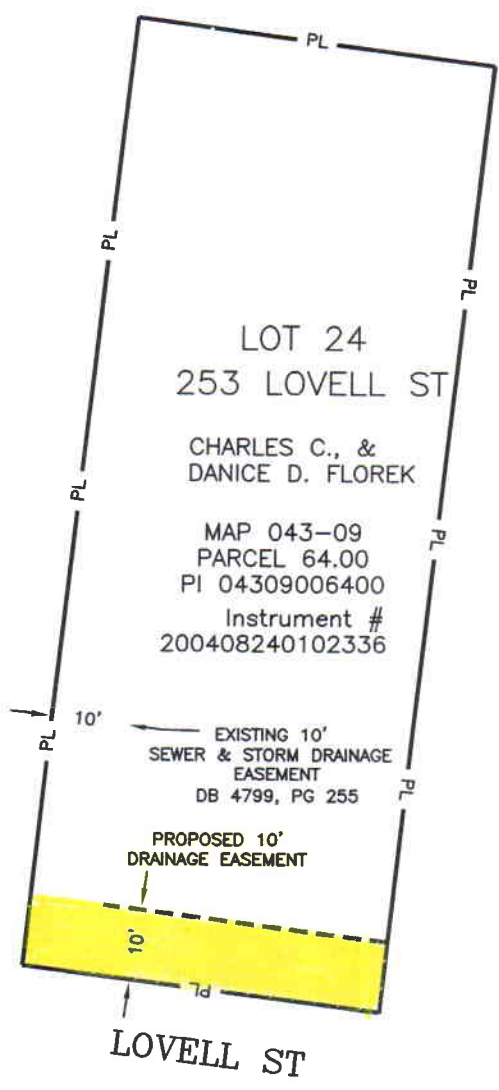 PL
PL
PL
LOT 24
253 LOVELL ST
CHARLES C., &
DANICE D. FLOREK
PL
PL
MAP 043-09
PARCEL 64.00
PI 04309006400
Instrument #
200408240102336
10'
PL
EXISTING 10'
SEWER & STORM DRAINAGE
EASEMENT
DB 4799, PG 255
PL
PROPOSED 10'
DRAINAGE EASEMENT
10'
PL
LOVELL ST